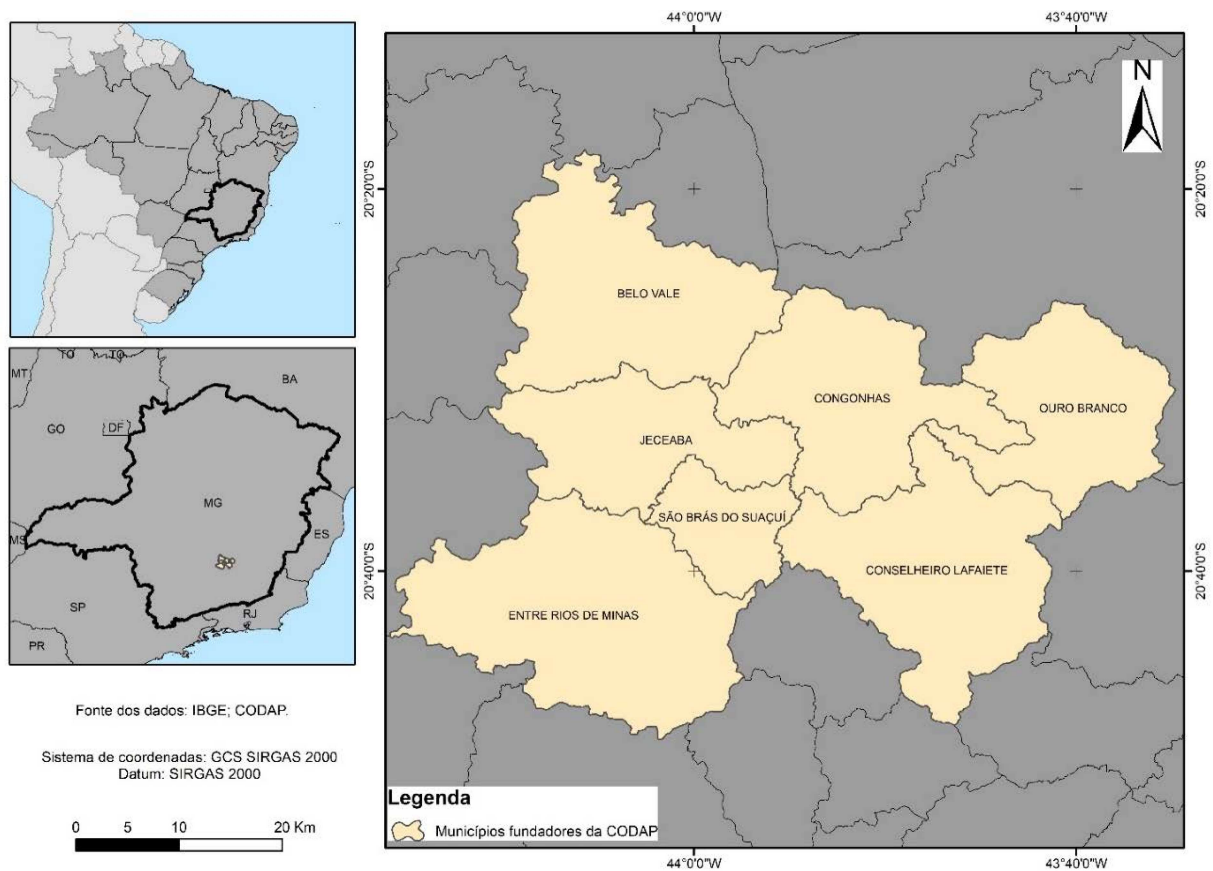 44°0'0"W
43°40'0"W
N
20°20'0"S
20°20'0"S
BELO VALE
CONGONHAS
OURO BRANCO
JECEABA
SÃO BRÁS DO SUAÇUÍ
CONSELHEIRO LAFAIETE
ENTRE RIOS DE MINAS
20°40'0"S
20°40'0"S
TO
TO
MT
BA
GO
DF
MG
MS
ES
SP
RJ
PR
Fonte dos dados: IBGE; CODAP.
Sistema de coordenadas: GCS SIRGAS 2000
Datum: SIRGAS 2000
0 5 10 20 Km
Legenda
Municípios fundadores da CODAP
44°0'0"W
43°40'0"W